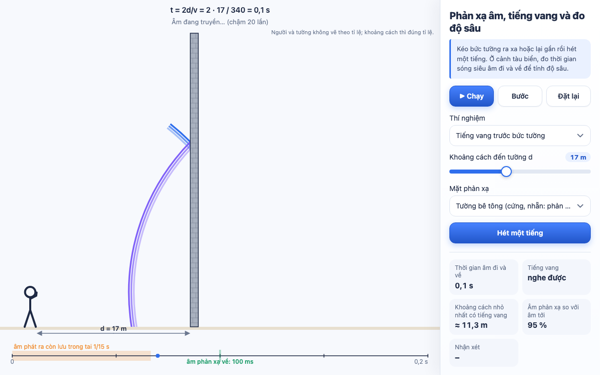 t = 2d/v = 2 · 17 / 340 = 0,1 s
Âm đang truyền... (chậm 20 lần)
Người và tường không vẽ theo tỉ lệ; khoảng cách thì đúng tỉ lệ.
d = 17 m
âm phát ra còn lưu trong tai 1/15 s
0
âm phản xạ về: 100 ms
0,2 s
Phản xạ âm, tiếng vang và đo
độ sâu
Kéo bức tường ra xa hoặc lại gần rồi hét
một tiếng. Ở cảnh tàu biển, đo thời gian
sóng siêu âm đi và về để tính độ sâu.
Chạy
Bước
Đặt lại
Thí nghiệm
Tiếng vang trước bức tường
Khoảng cách đến tường d
17 m
Mặt phản xạ
Tường bê tông (cứng, nhẵn: phản ...
Hét một tiếng
Thời gian âm đi và
về
0,1 s
Tiếng vang
nghe được
Khoảng cách nhỏ
nhất có tiếng vang
≈ 11,3 m
Âm phản xạ so với
âm tới
95 %
Nhận xét
–